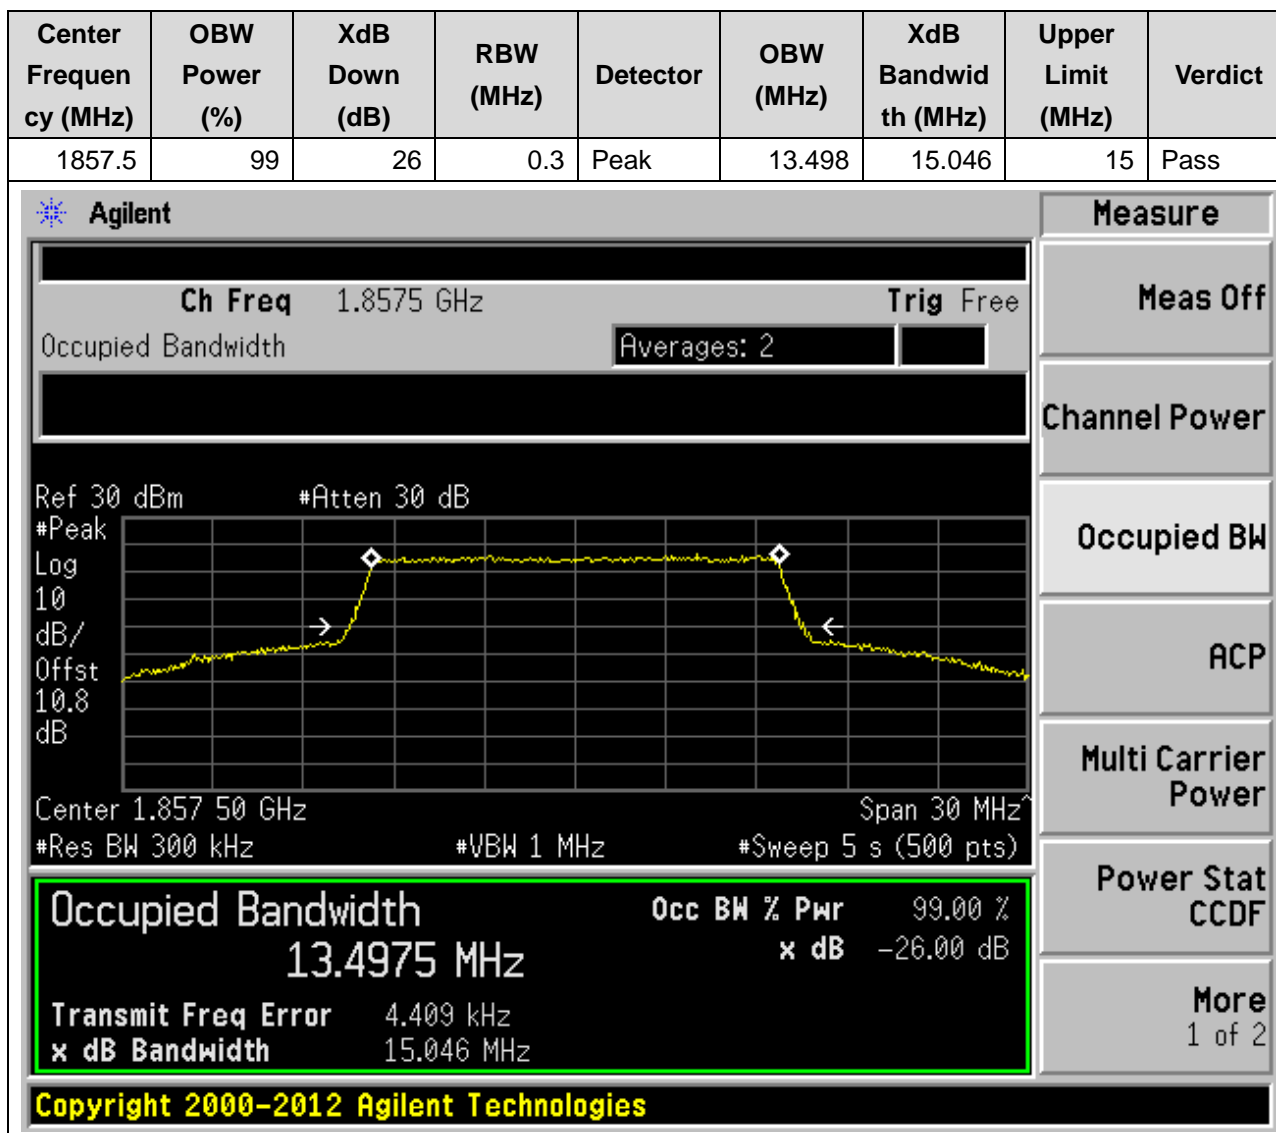 Center Frequen cy (MHz)
OBW Power (%)
XdB Down (dB)
RBW (MHz)
Detector
OBW (MHz)
XdB Bandwid th (MHz)
Upper Limit (MHz)
Verdict
1857.5 99 26 0.3 Peak 13.498 15.046 15 Pass
Agilent
Measure
Ch Freq 1.8575 GHz Trig Free
Occupied Bandwidth Averages: 2
Meas Off
Channel Power
Occupied BW
ACP
Multi Carrier
Power
Power Stat
CCDF
More
1 of 2
Ref 30 dBm #Atten 30 dB
#Peak
Log
10
dB/
Offst
10.8
dB
Center 1.857 50 GHz Span 30 MHz^
#Res BW 300 kHz #VBW 1 MHz #Sweep 5 s (500 pts)
Occupied Bandwidth Occ BW % Pwr 99.00 %
13.4975 MHz x dB -26.00 dB
Transmit Freq Error 4.409 kHz
x dB Bandwidth 15.046 MHz
Copyright 2000-2012 Agilent Technologies